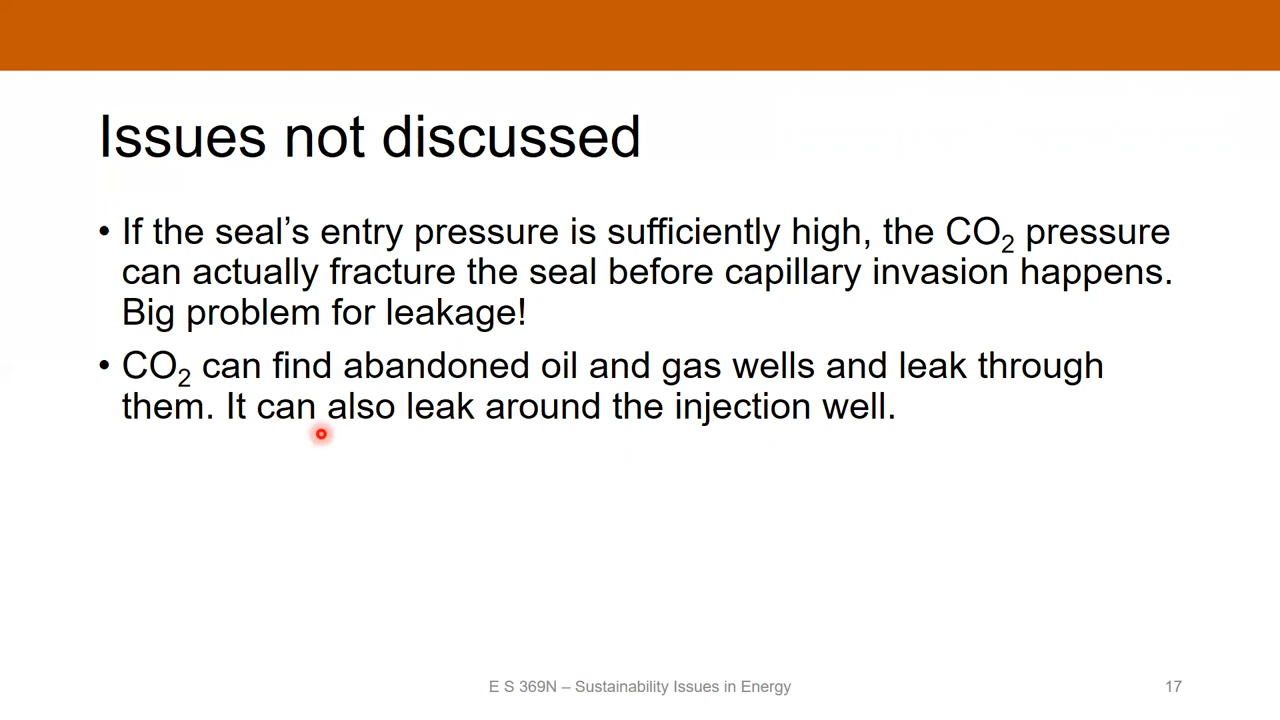 Issues not discussed
• If the seal’s entry pressure is sufficiently high, the CO₂ pressure
can actually fracture the seal before capillary invasion happens.
Big problem for leakage!
• CO₂ can find abandoned oil and gas wells and leak through
them. It can also leak around the injection well.
E S 369N – Sustainability Issues in Energy
17